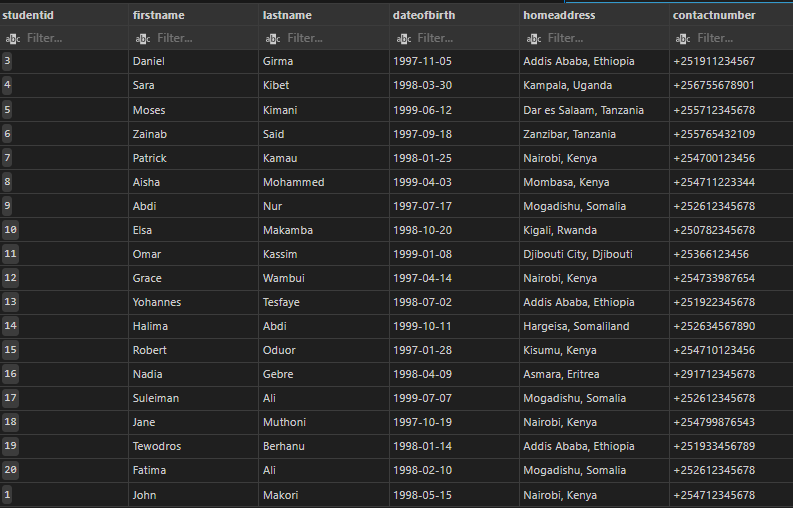 studentid firstname lastname dateofbirth homeaddress contactnumber
abc Filter... abc Filter... abc Filter... abc Filter... abc Filter... abc Filter...
3 Daniel Girma 1997-11-05 Addis Ababa, Ethiopia +251911234567
4 Sara Kibet 1998-03-30 Kampala, Uganda +256755678901
5 Moses Kimani 1999-06-12 Dar es Salaam, Tanzania +255712345678
6 Zainab Said 1997-09-18 Zanzibar, Tanzania +255765432109
7 Patrick Kamau 1998-01-25 Nairobi, Kenya +254700123456
8 Aisha Mohammed 1999-04-03 Mombasa, Kenya +254711223344
9 Abdi Nur 1997-07-17 Mogadishu, Somalia +252612345678
10 Elsa Makamba 1998-10-20 Kigali, Rwanda +250782345678
11 Omar Kassim 1999-01-08 Djibouti City, Djibouti +25366123456
12 Grace Wambui 1997-04-14 Nairobi, Kenya +254733987654
13 Yohannes Tesfaye 1998-07-02 Addis Ababa, Ethiopia +251922345678
14 Halima Abdi 1999-10-11 Hargeisa, Somaliland +252634567890
15 Robert Oduor 1997-01-28 Kisumu, Kenya +254710123456
16 Nadia Gebre 1998-04-09 Asmara, Eritrea +291712345678
17 Suleiman Ali 1999-07-07 Mogadishu, Somalia +252612345678
18 Jane Muthoni 1997-10-19 Nairobi, Kenya +254799876543
19 Tewodros Berhanu 1998-01-14 Addis Ababa, Ethiopia +251933456789
20 Fatima Ali 1998-02-10 Mogadishu, Somalia +252612345678
1 John Makori 1998-05-15 Nairobi, Kenya +254712345678